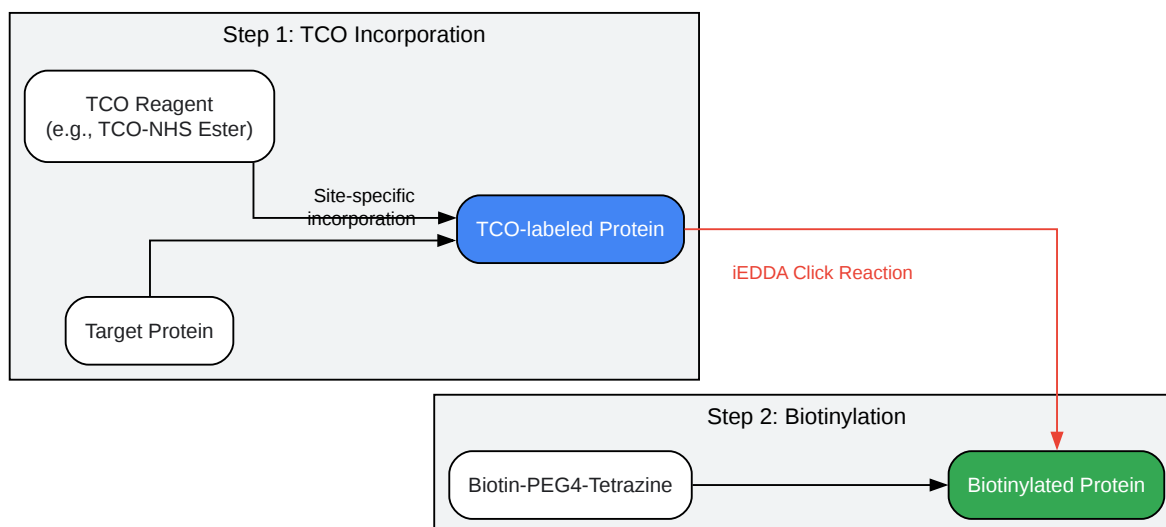 Step 1: TCO Incorporation
TCO Reagent
(e.g., TCO-NHS Ester)
Site-specific
incorporation
TCO-labeled Protein
iEDDA Click Reaction
Target Protein
Step 2: Biotinylation
Biotin-PEG4-Tetrazine
Biotinylated Protein